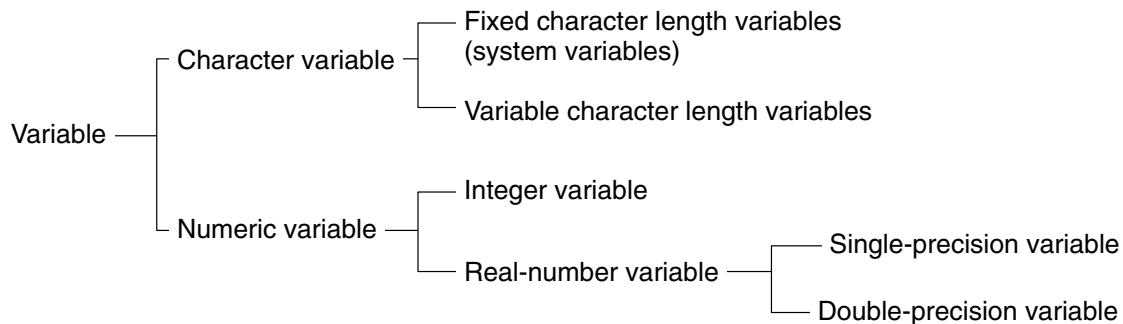 Fixed character length variables
(system variables)
Character variable
Variable character length variables
Variable
Integer variable
Numeric variable
Single-precision variable
Real-number variable
Double-precision variable